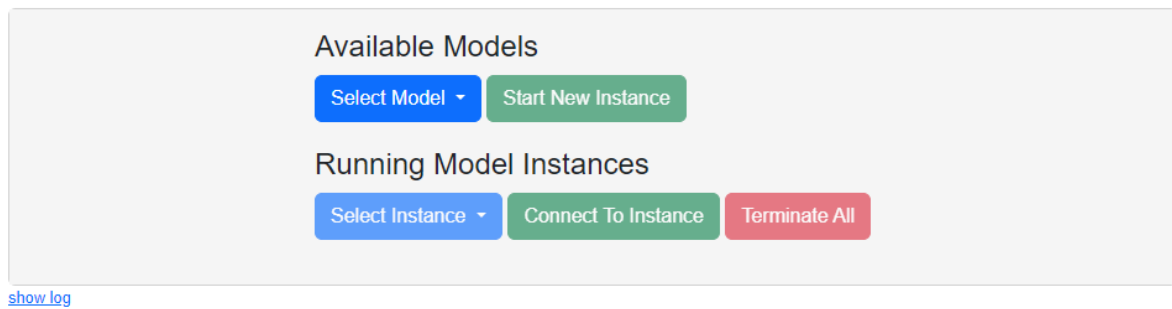 Available Models
Select Model Start New Instance
Running Model Instances
Select Instance Connect To Instance Terminate All
show log